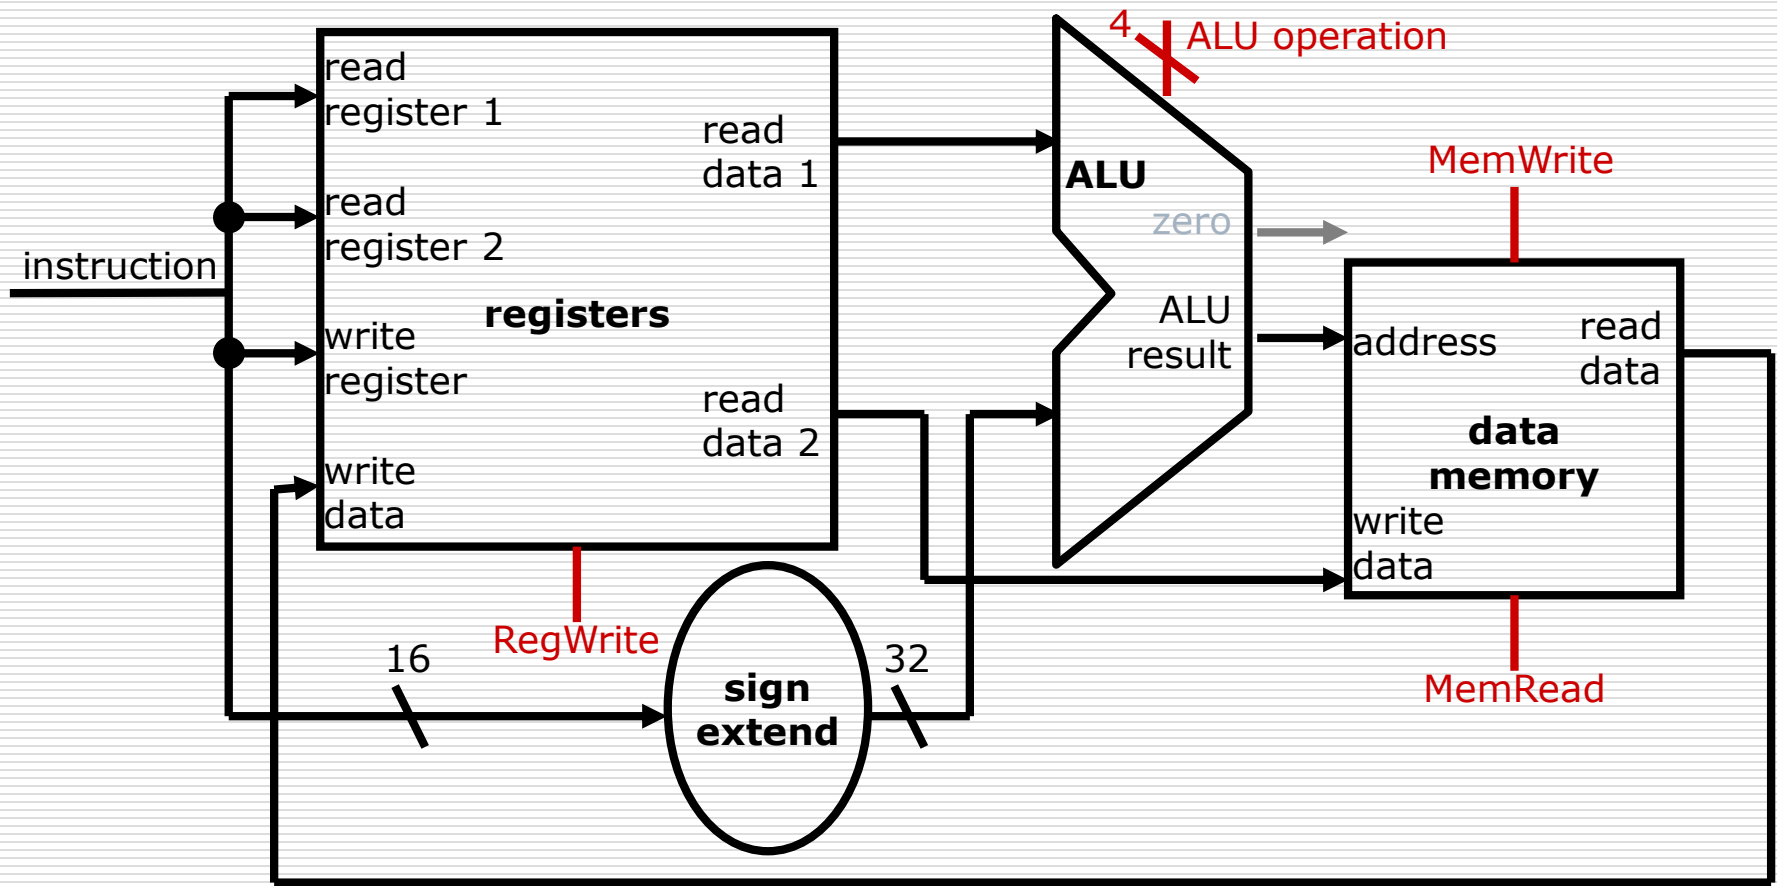 4
ALU operation
read
register 1
read
data 1
ALU
MemWrite
read
register 2
zero
instruction
registers
write
register
ALU
result
address
read
data
read
data 2
data
memory
write
data
write
data
RegWrite
16
32
sign
extend
MemRead